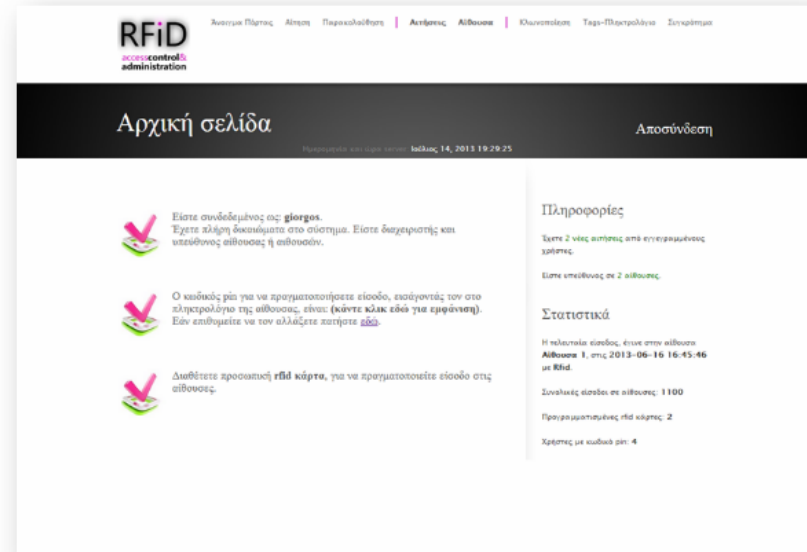 RFiD
accesscontrol&
administration
Άνοιγμα Πόρτας Αίτηση Παρακολούθηση | Αιτήσεις Αίθουσα | Κλωνοποίηση Tags-Πληκτρολόγιο Συγκρότημα
Αρχική σελίδα
Αποσύνδεση
Ημερομηνία και ώρα server: Ιούλιος 14, 2013 19:29:25
Είστε συνδεδεμένος ως: giorgos.
Έχετε πλήρη δικαιώματα στο σύστημα. Είστε διαχειριστής και
υπεύθυνος αίθουσας ή αιθουσών.
Ο κωδικός pin για να πραγματοποιήσετε είσοδο, εισάγοντάς τον στο
πληκτρολόγιο της αίθουσας, είναι: (κάντε κλικ εδώ για εμφάνιση).
Εάν επιθυμείτε να τον αλλάξετε πατήστε εδώ.
Διαθέτετε προσωπική rfid κάρτα, για να πραγματοποιείτε είσοδο στις
αίθουσες.
Πληροφορίες
Έχετε 2 νέες αιτήσεις από εγγεγραμμένους
χρήστες.
Είστε υπεύθυνος σε 2 αίθουσες.
Στατιστικά
Η τελευταία είσοδος, έγινε στην αίθουσα
Αίθουσα 1, στις 2013-06-16 16:45:46
με Rfid.
Συνολικές είσοδοι σε αίθουσες: 1100
Προγραμματισμένες rfid κάρτες: 2
Χρήστες με κωδικό pin: 4